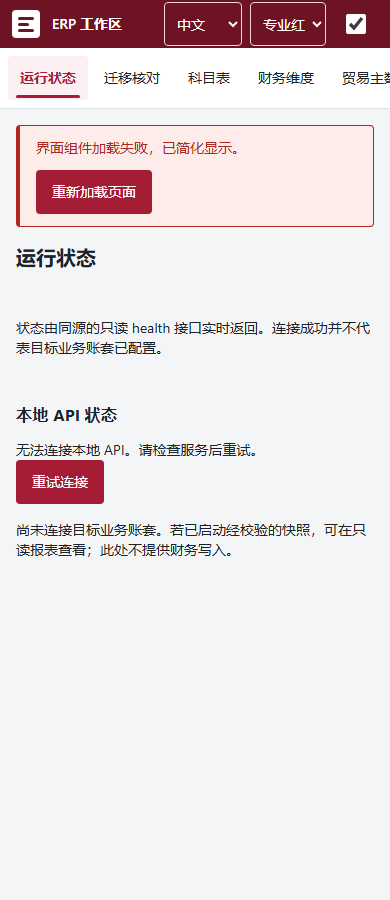 ERP 工作区
中文
专业红
运行状态
迁移核对
科目表
财务维度
贸易主数
界面组件加载失败，已简化显示。
重新加载页面
运行状态
状态由同源的只读 health 接口实时返回。连接成功并不代
表目标业务账套已配置。
本地 API 状态
无法连接本地 API。请检查服务后重试。
重试连接
尚未连接目标业务账套。若已启动经校验的快照，可在只
读报表查看；此处不提供财务写入。